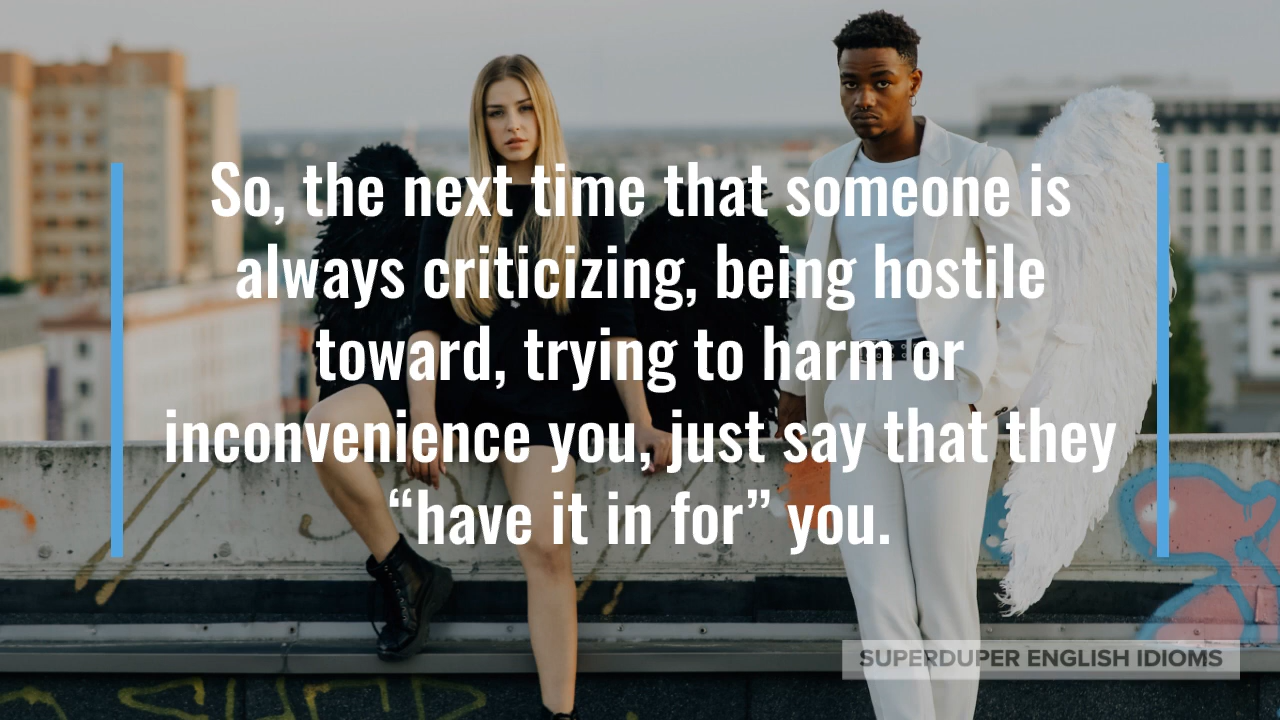 So, the next time that someone is
always criticizing, being hostile
toward, trying to harm or
inconvenience you, just say that they
“have it in for” you.
SUPERDUPER ENGLISH IDIOMS